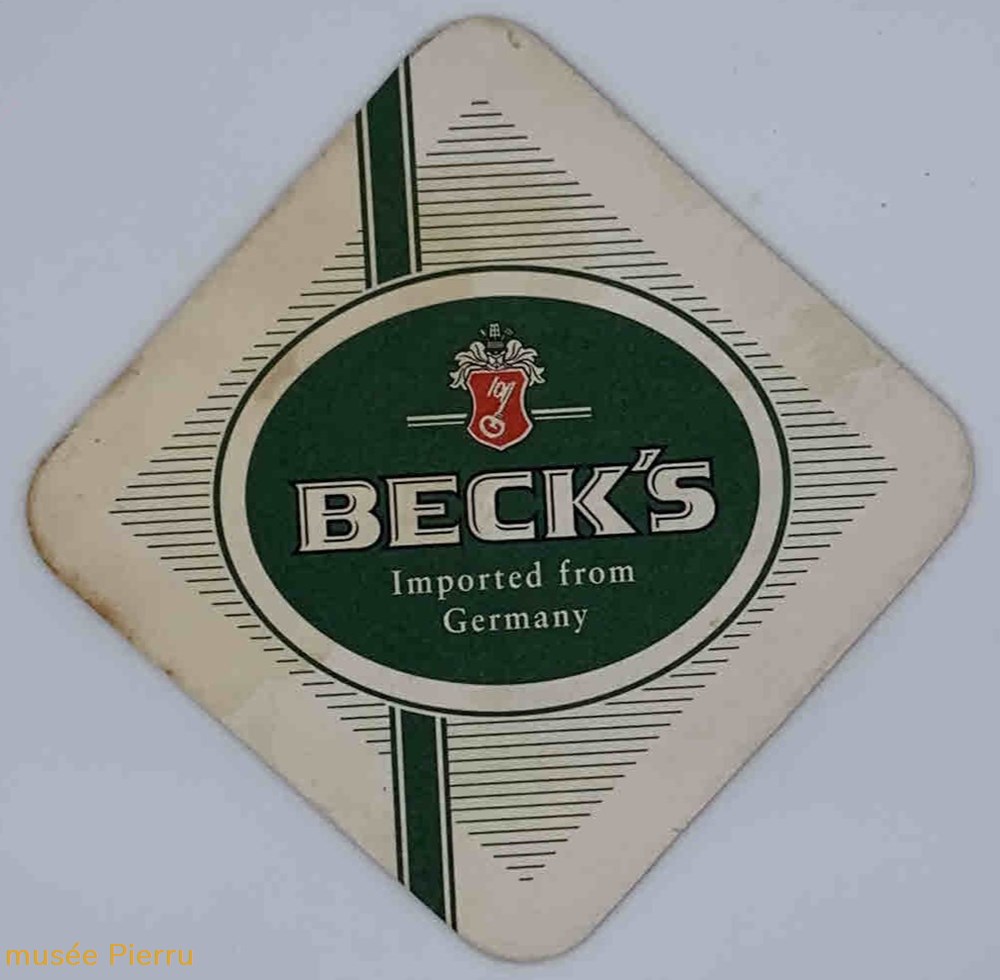 BECK'S
Imported from
Germany
musée Pierru